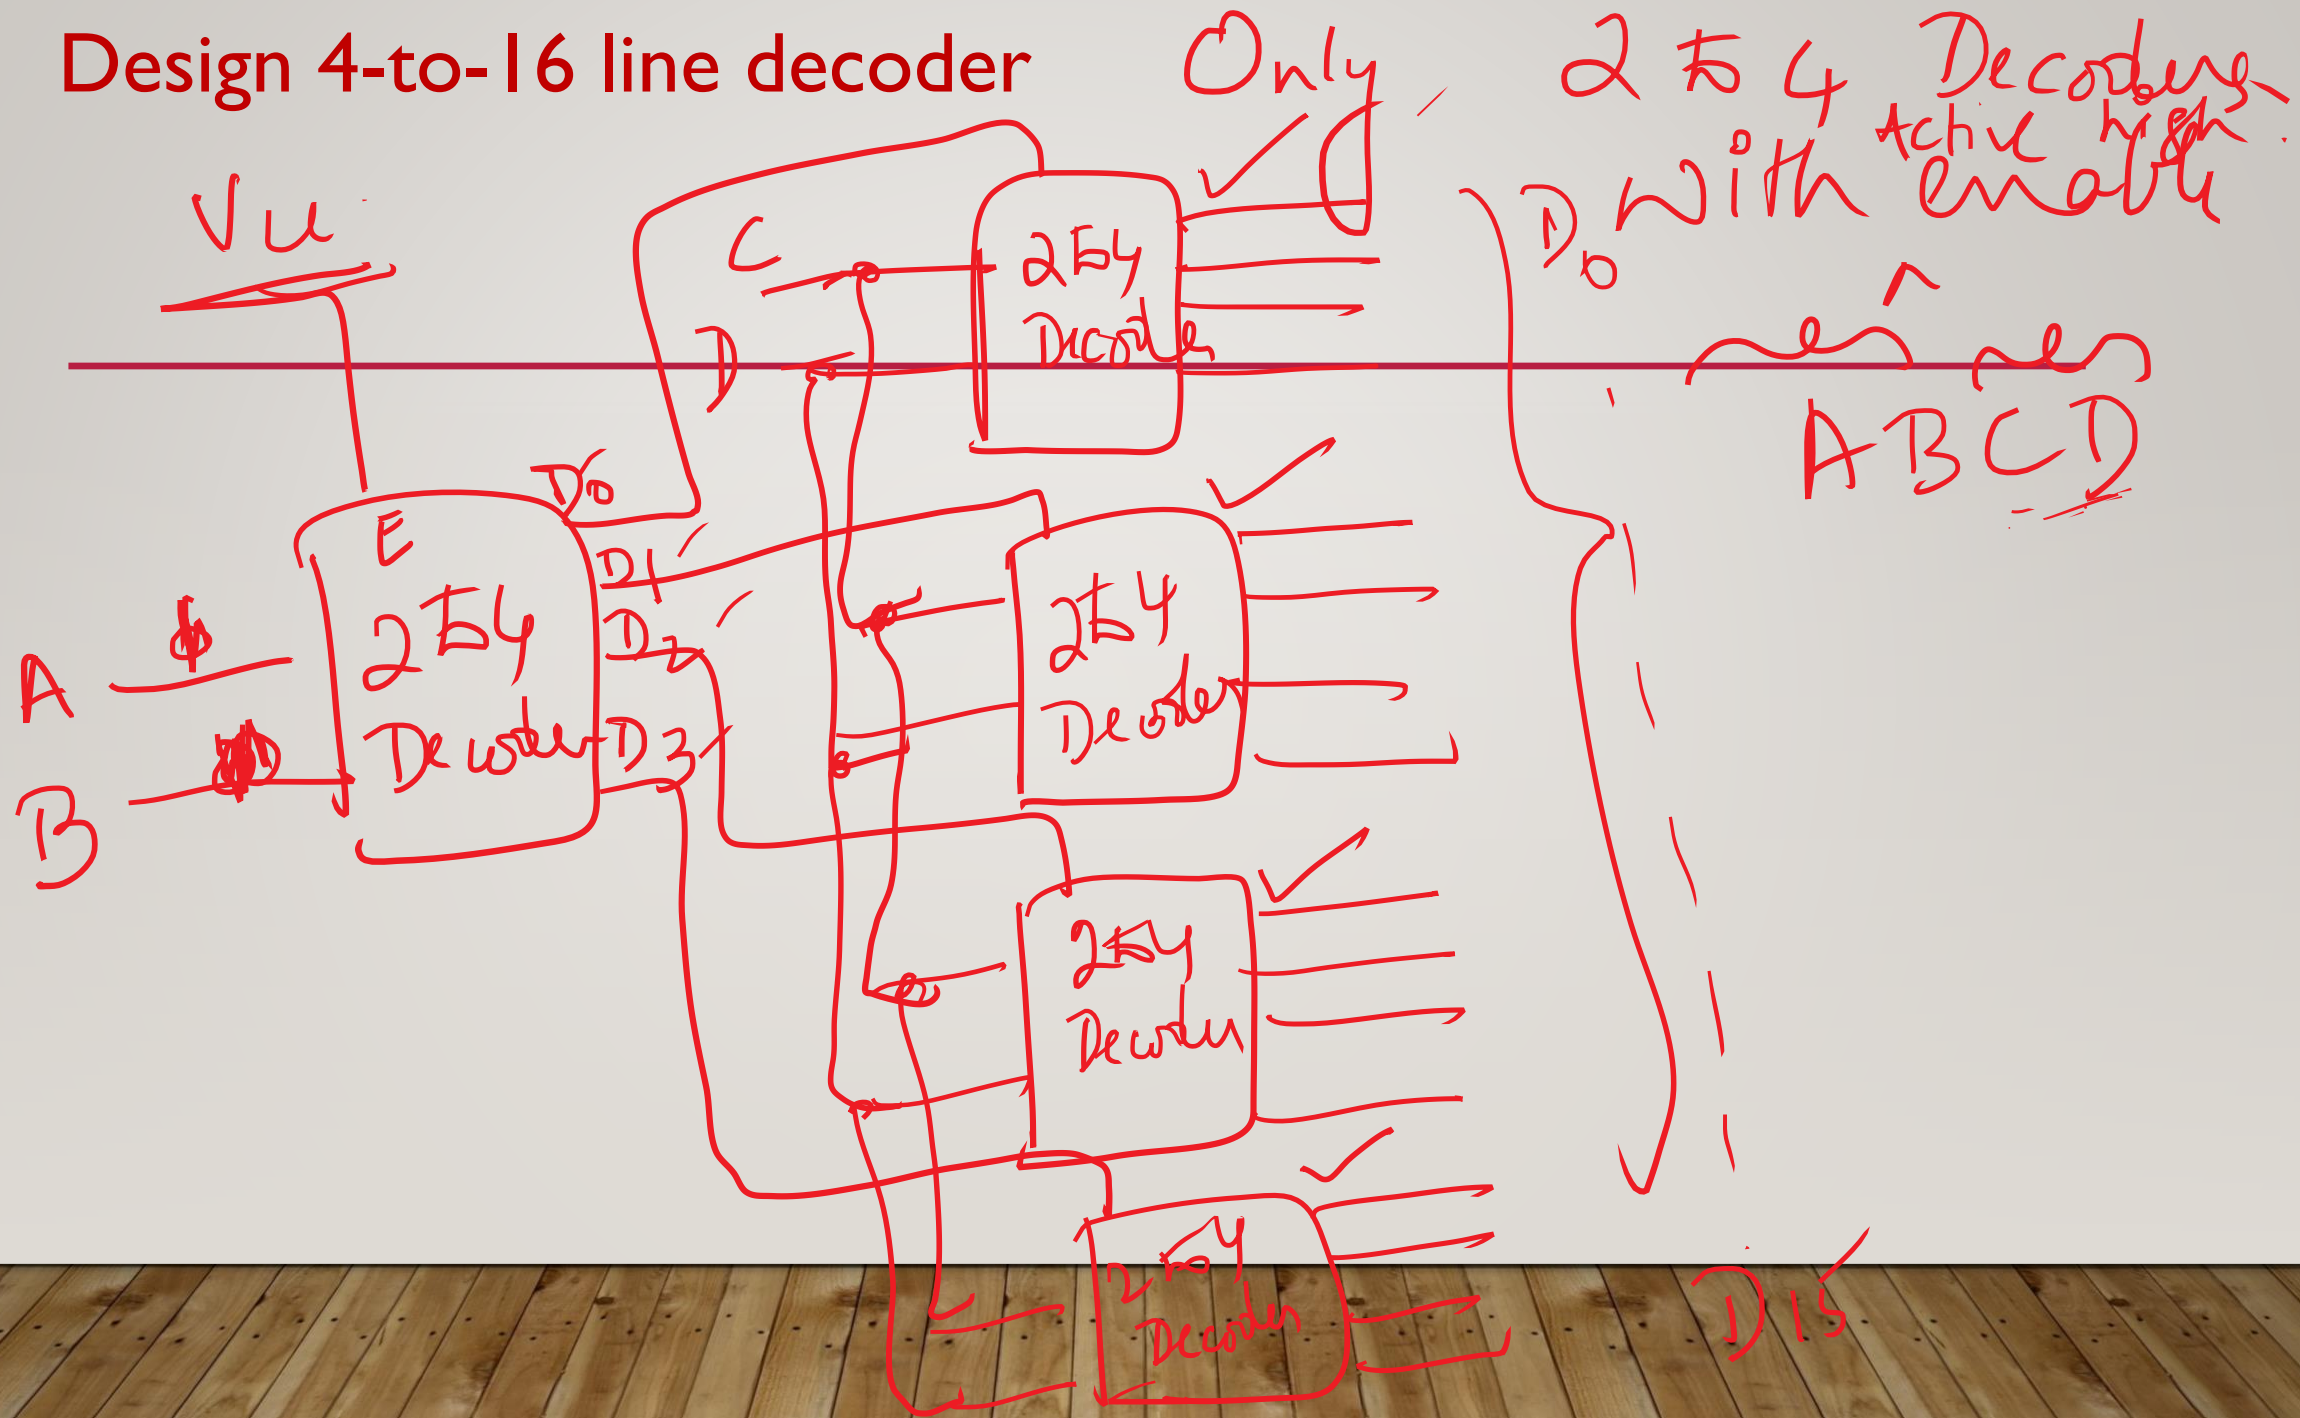 Design 4-to-16 line decoder
Only 2 to 4 Decoders
Active high
with enable
D0
ABCD
C
D
2 to 4
Decoder
E
2 to 4
Decoder
A
B
D0
D1
D2
D3
2 to 4
Decoder
2 to 4
Decoder
2 to 4
Decoder
D15